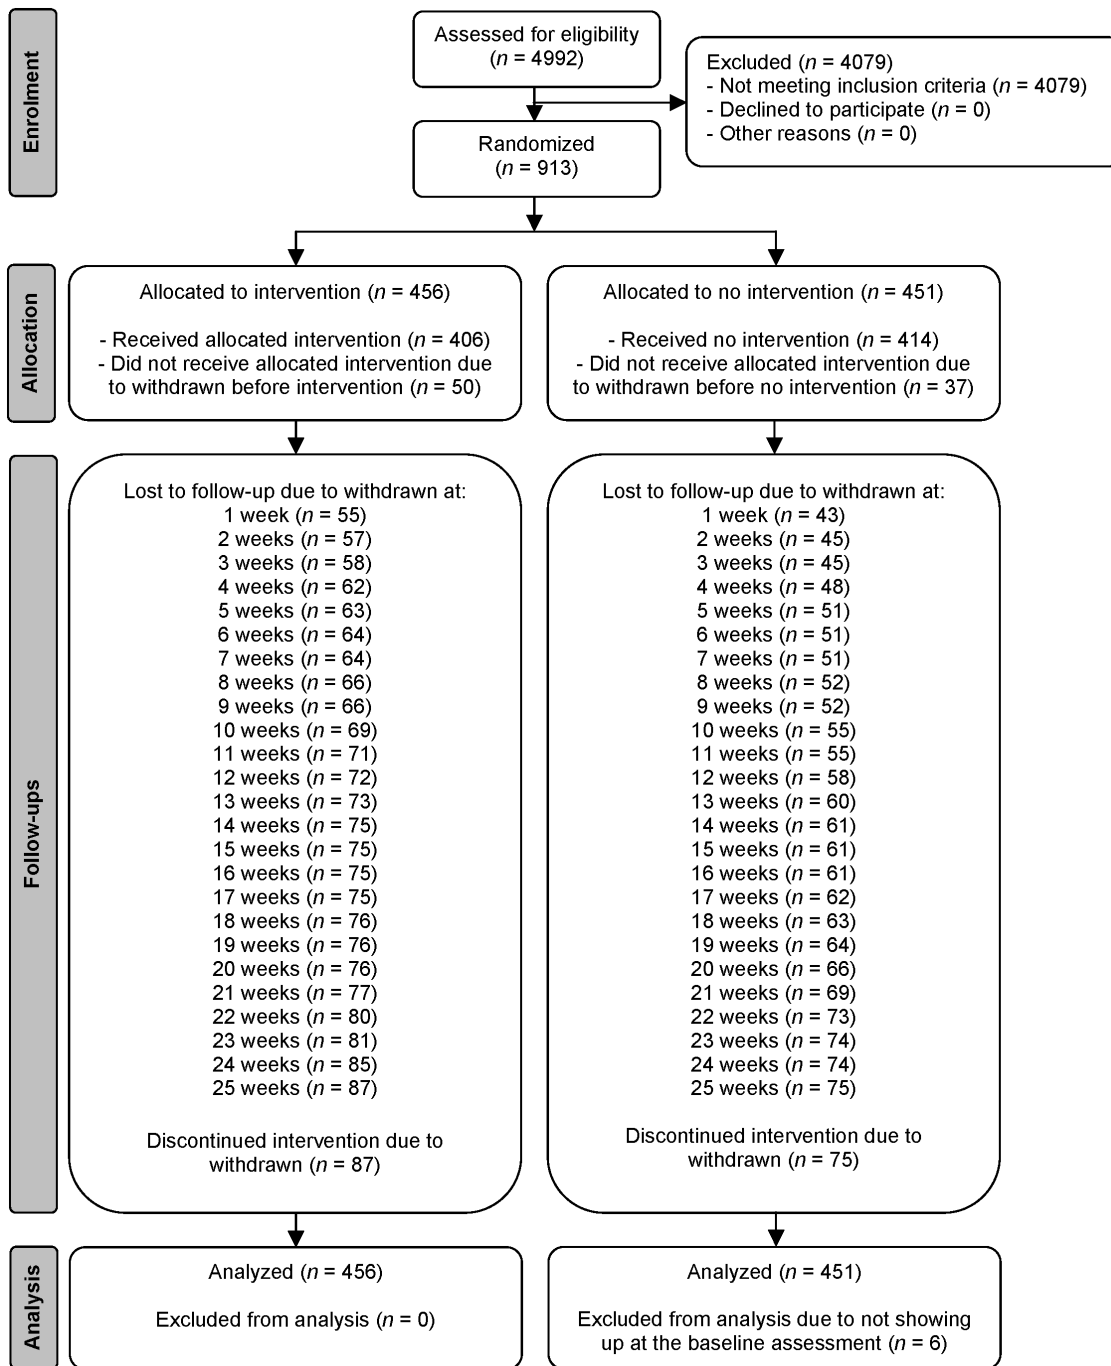 Enrolment
Assessed for eligibility
(n = 4992)
Excluded (n = 4079)
- Not meeting inclusion criteria (n = 4079)
- Declined to participate (n = 0)
- Other reasons (n = 0)
Randomized
(n = 913)
Allocation
Allocated to intervention (n = 456)
- Received allocated intervention (n = 406)
- Did not receive allocated intervention due
to withdrawn before intervention (n = 50)
Allocated to no intervention (n = 451)
- Received no intervention (n = 414)
- Did not receive allocated intervention due
to withdrawn before no intervention (n = 37)
Follow-ups
Lost to follow-up due to withdrawn at:
1 week (n = 55)
2 weeks (n = 57)
3 weeks (n = 58)
4 weeks (n = 62)
5 weeks (n = 63)
6 weeks (n = 64)
7 weeks (n = 64)
8 weeks (n = 66)
9 weeks (n = 66)
10 weeks (n = 69)
11 weeks (n = 71)
12 weeks (n = 72)
13 weeks (n = 73)
14 weeks (n = 75)
15 weeks (n = 75)
16 weeks (n = 75)
17 weeks (n = 75)
18 weeks (n = 76)
19 weeks (n = 76)
20 weeks (n = 76)
21 weeks (n = 77)
22 weeks (n = 80)
23 weeks (n = 81)
24 weeks (n = 85)
25 weeks (n = 87)
Discontinued intervention due to
withdrawn (n = 87)
Lost to follow-up due to withdrawn at:
1 week (n = 43)
2 weeks (n = 45)
3 weeks (n = 45)
4 weeks (n = 48)
5 weeks (n = 51)
6 weeks (n = 51)
7 weeks (n = 51)
8 weeks (n = 52)
9 weeks (n = 52)
10 weeks (n = 55)
11 weeks (n = 55)
12 weeks (n = 58)
13 weeks (n = 60)
14 weeks (n = 61)
15 weeks (n = 61)
16 weeks (n = 61)
17 weeks (n = 62)
18 weeks (n = 63)
19 weeks (n = 64)
20 weeks (n = 66)
21 weeks (n = 69)
22 weeks (n = 73)
23 weeks (n = 74)
24 weeks (n = 74)
25 weeks (n = 75)
Discontinued intervention due to
withdrawn (n = 75)
Analysis
Analyzed (n = 456)
Excluded from analysis (n = 0)
Analyzed (n = 451)
Excluded from analysis due to not showing
up at the baseline assessment (n = 6)